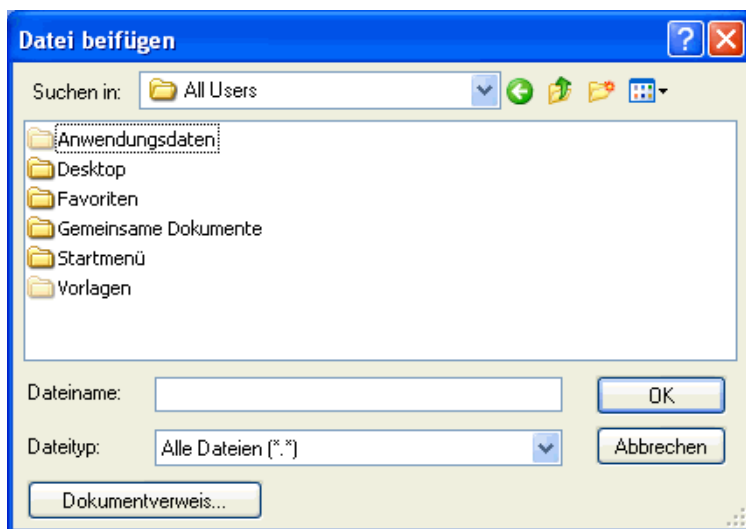 Datei beifügen
Suchen in: All Users
Anwendungsdaten
Desktop
Favoriten
Gemeinsame Dokumente
Startmenü
Vorlagen
Dateiname: OK
Dateityp: Alle Dateien (*.*) Abbrechen
Dokumentverweis...